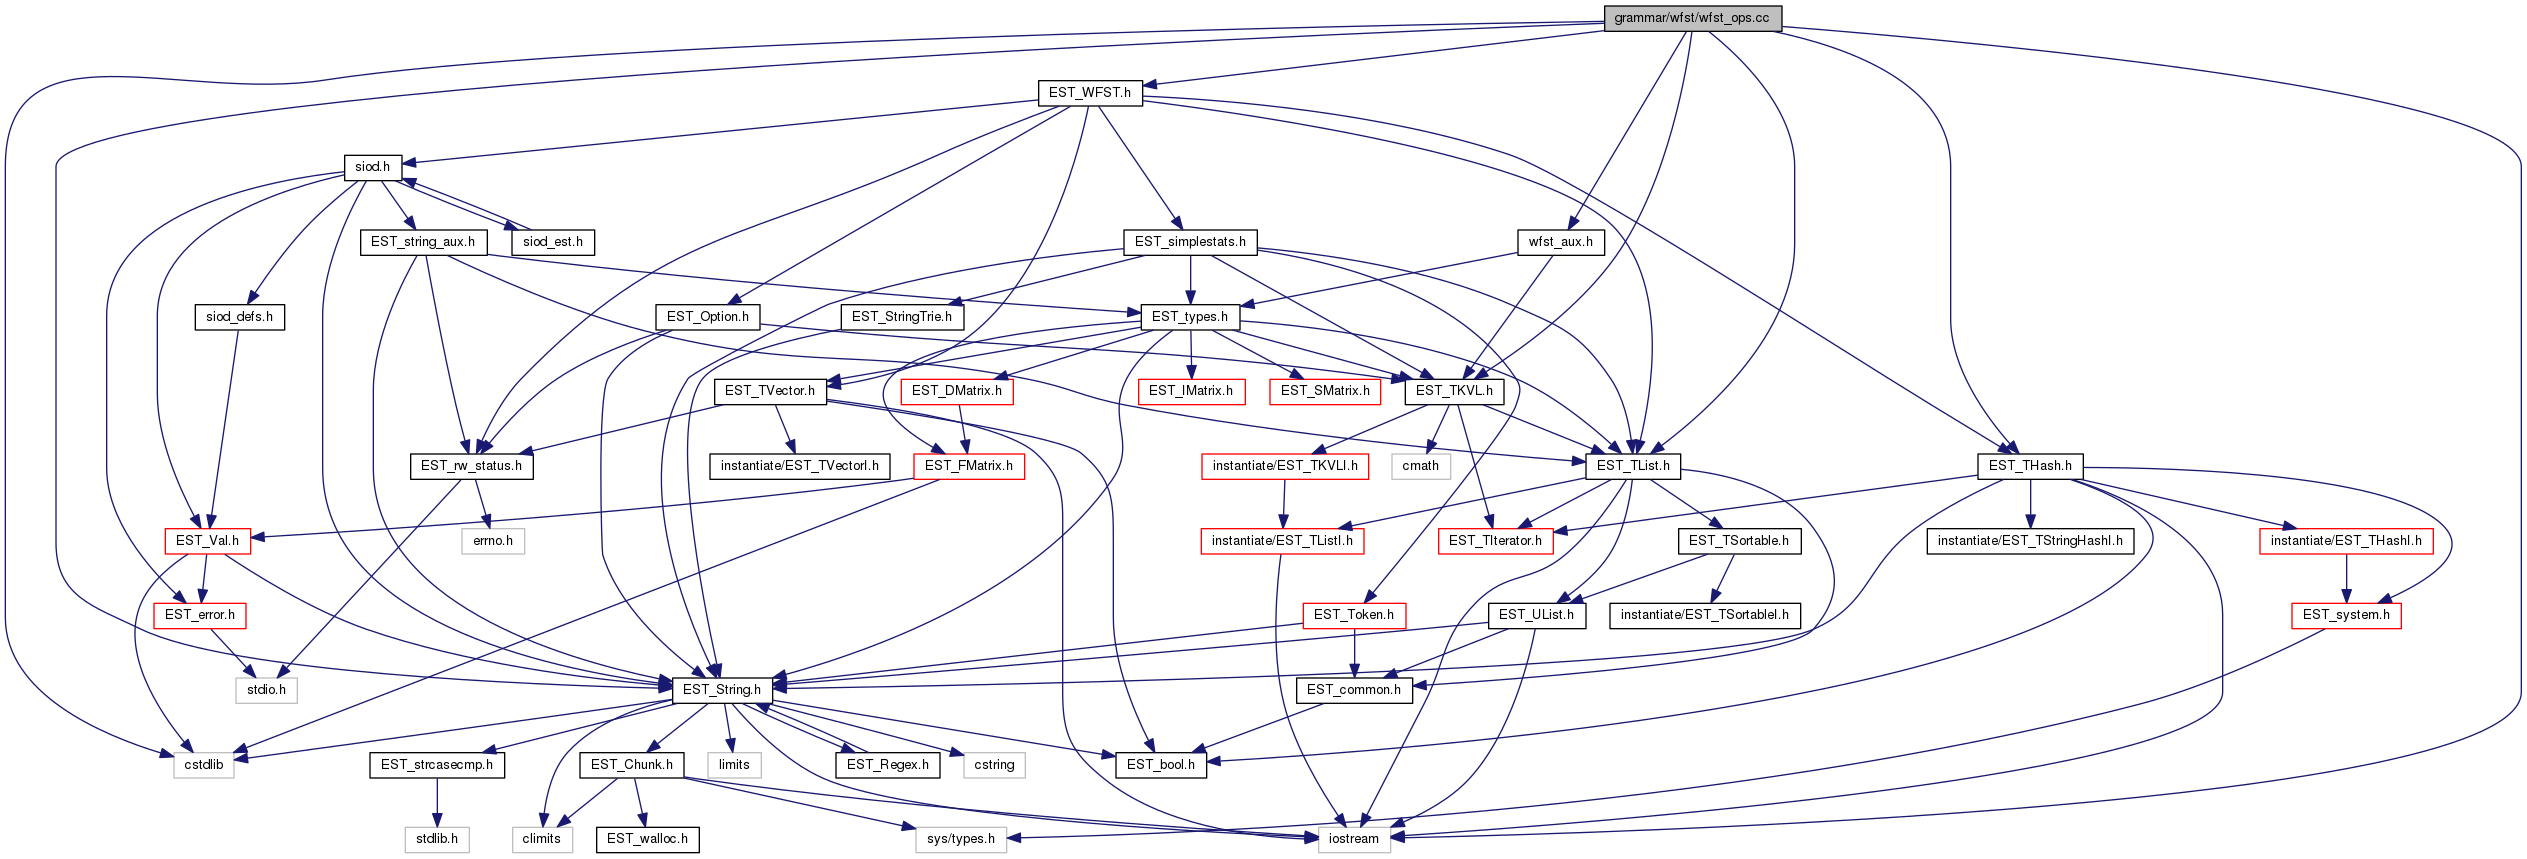 grammar/wfst/wfst_ops.cc
EST_WFST.h
siod.h
EST_string_aux.h
siod_est.h
EST_simplestats.h
wfst_aux.h
siod_defs.h
EST_Option.h
EST_StringTrie.h
EST_types.h
EST_TVector.h
EST_DMatrix.h
EST_IMatrix.h
EST_SMatrix.h
EST_TKVL.h
EST_rw_status.h
instantiate/EST_TVectorI.h
EST_FMatrix.h
instantiate/EST_TKVLI.h
cmath
EST_TList.h
EST_THash.h
EST_Val.h
errno.h
instantiate/EST_TListI.h
EST_TIterator.h
EST_TSortable.h
instantiate/EST_TStringHashI.h
instantiate/EST_THashI.h
EST_error.h
EST_Token.h
EST_UList.h
instantiate/EST_TSortableI.h
EST_system.h
stdio.h
EST_String.h
EST_common.h
cstdlib
EST_strcasecmp.h
EST_Chunk.h
limits
EST_Regex.h
cstring
EST_bool.h
stdlib.h
climits
EST_walloc.h
sys/types.h
iostream